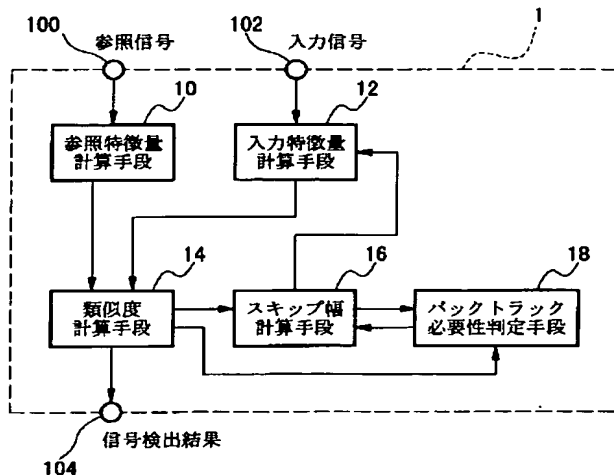 100
参照信号
102
入力信号
1
10
参照特徴量
計算手段
12
入力特徴量
計算手段
14
類似度
計算手段
16
スキップ幅
計算手段
18
バックトラック
必要性判定手段
104
信号検出結果